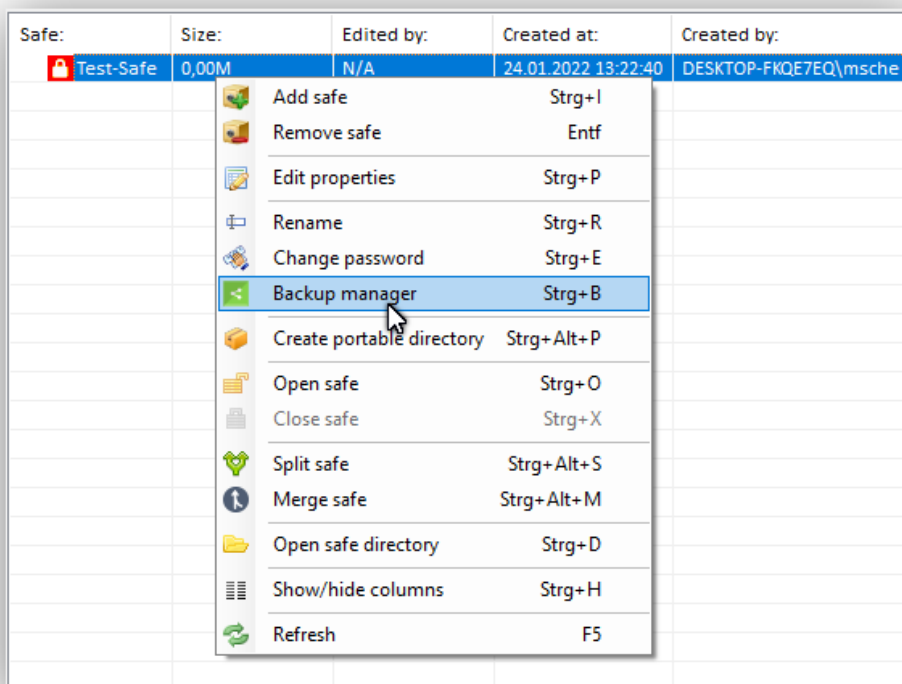 Safe: Size: Edited by: Created at: Created by:
Test-Safe 0,00M N/A 24.01.2022 13:22:40 DESKTOP-FKQE7EQ\msche
Add safe Strg+I
Remove safe Entf
Edit properties Strg+P
Rename Strg+R
Change password Strg+E
Backup manager Strg+B
Create portable directory Strg+Alt+P
Open safe Strg+O
Close safe Strg+X
Split safe Strg+Alt+S
Merge safe Strg+Alt+M
Open safe directory Strg+D
Show/hide columns Strg+H
Refresh F5